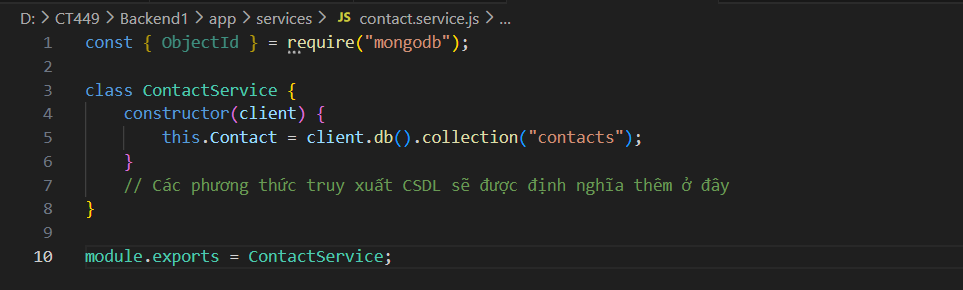 D: > CT449 > Backend1 > app > services > JS contact.service.js > ...
1 const { ObjectId } = require("mongodb");
2
3 class ContactService {
4 constructor(client) {
5 this.Contact = client.db().collection("contacts");
6 }
7 // Các phương thức truy xuất CSDL sẽ được định nghĩa thêm ở đây
8 }
9
10 module.exports = ContactService;